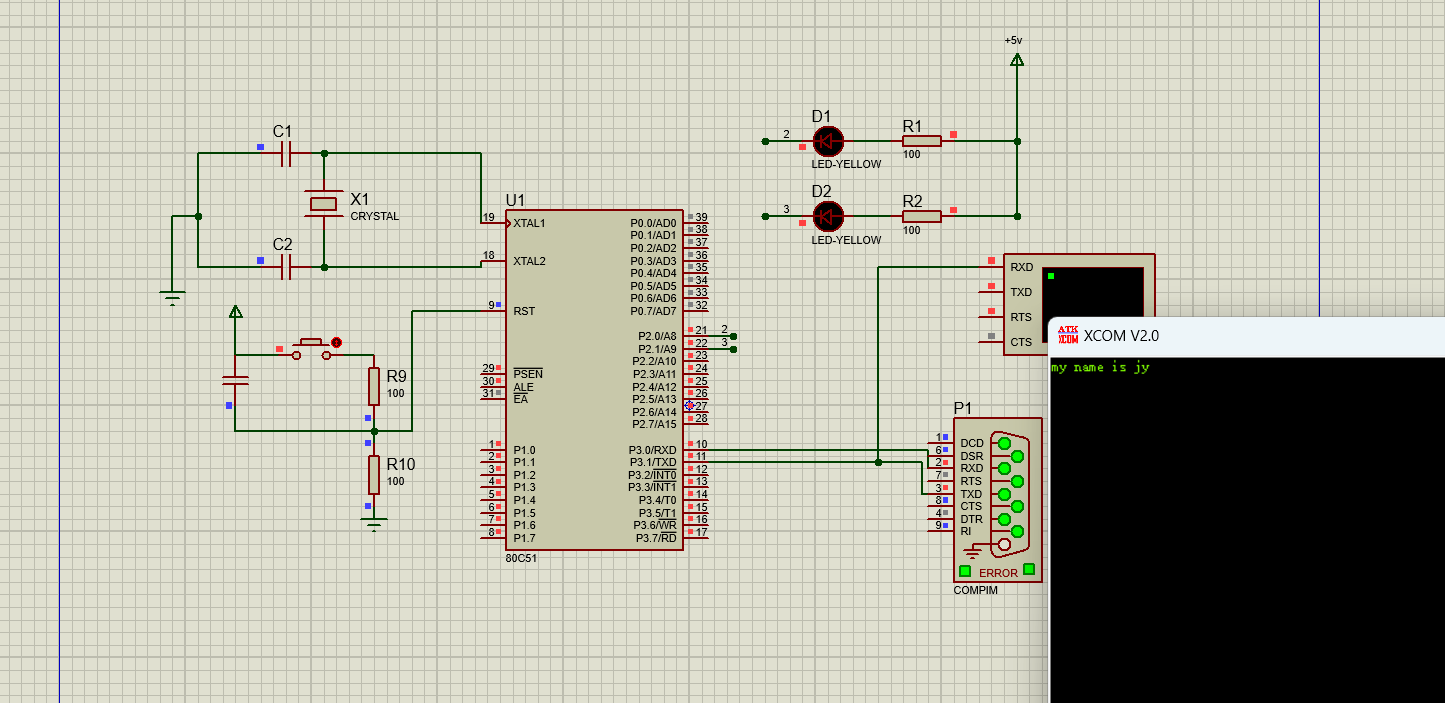 +5v
D1
2
R1
LED-YELLOW
100
D2
3
R2
LED-YELLOW
100
C1
X1
CRYSTAL
C2
U1
19
XTAL1
18
XTAL2
9
RST
29
PSEN
30
ALE
31
EA
1
P1.0
2
P1.1
3
P1.2
4
P1.3
5
P1.4
6
P1.5
7
P1.6
8
P1.7
P0.0/AD0
39
P0.1/AD1
38
P0.2/AD2
37
P0.3/AD3
36
P0.4/AD4
35
P0.5/AD5
34
P0.6/AD6
33
P0.7/AD7
32
P2.0/A8
21
2
P2.1/A9
22
3
P2.2/A10
23
P2.3/A11
24
P2.4/A12
25
P2.5/A13
26
P2.6/A14
27
P2.7/A15
28
P3.0/RXD
10
P3.1/TXD
11
P3.2/INT0
12
P3.3/INT1
13
P3.4/T0
14
P3.5/T1
15
P3.6/WR
16
P3.7/RD
17
80C51
R9
100
R10
100
RXD
TXD
RTS
CTS
P1
1
DCD
6
DSR
2
RXD
7
RTS
3
TXD
8
CTS
4
DTR
9
RI
ERROR
COMPIM
ATK
XCOM
XCOM V2.0
my name is jy